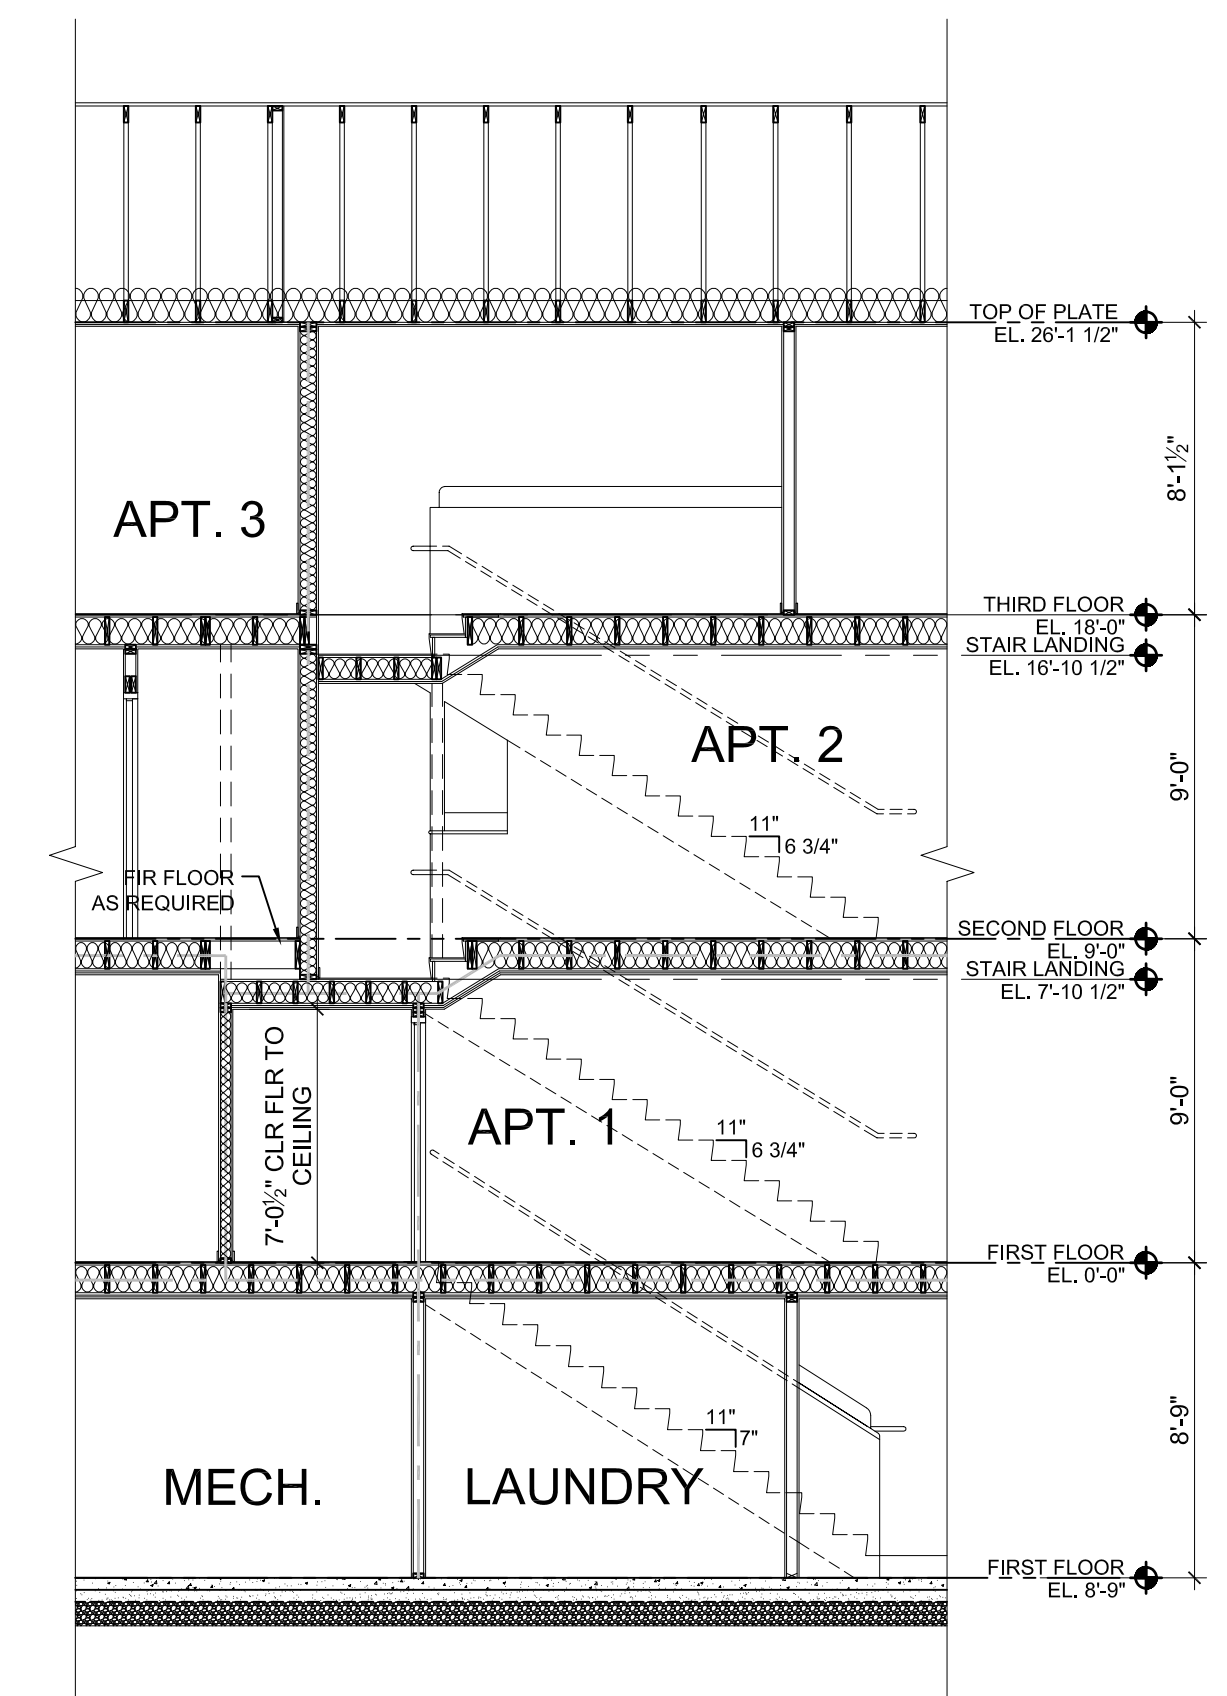 TOP OF PLATE
EL. 26'-1 1/2"
8'-1½"
APT. 3
THIRD FLOOR
EL. 18'-0"
STAIR LANDING
EL. 16'-10 1/2"
APT. 2
9'-0"
11"
6 3/4"
FIR FLOOR
AS REQUIRED
SECOND FLOOR
EL. 9'-0"
STAIR LANDING
EL. 7'-10 1/2"
7'-0½" CLR FLR TO
CEILING
APT. 1
9'-0"
11"
6 3/4"
FIRST FLOOR
EL. 0'-0"
8'-9"
11"
7"
MECH.
LAUNDRY
FIRST FLOOR
EL. 8'-9"